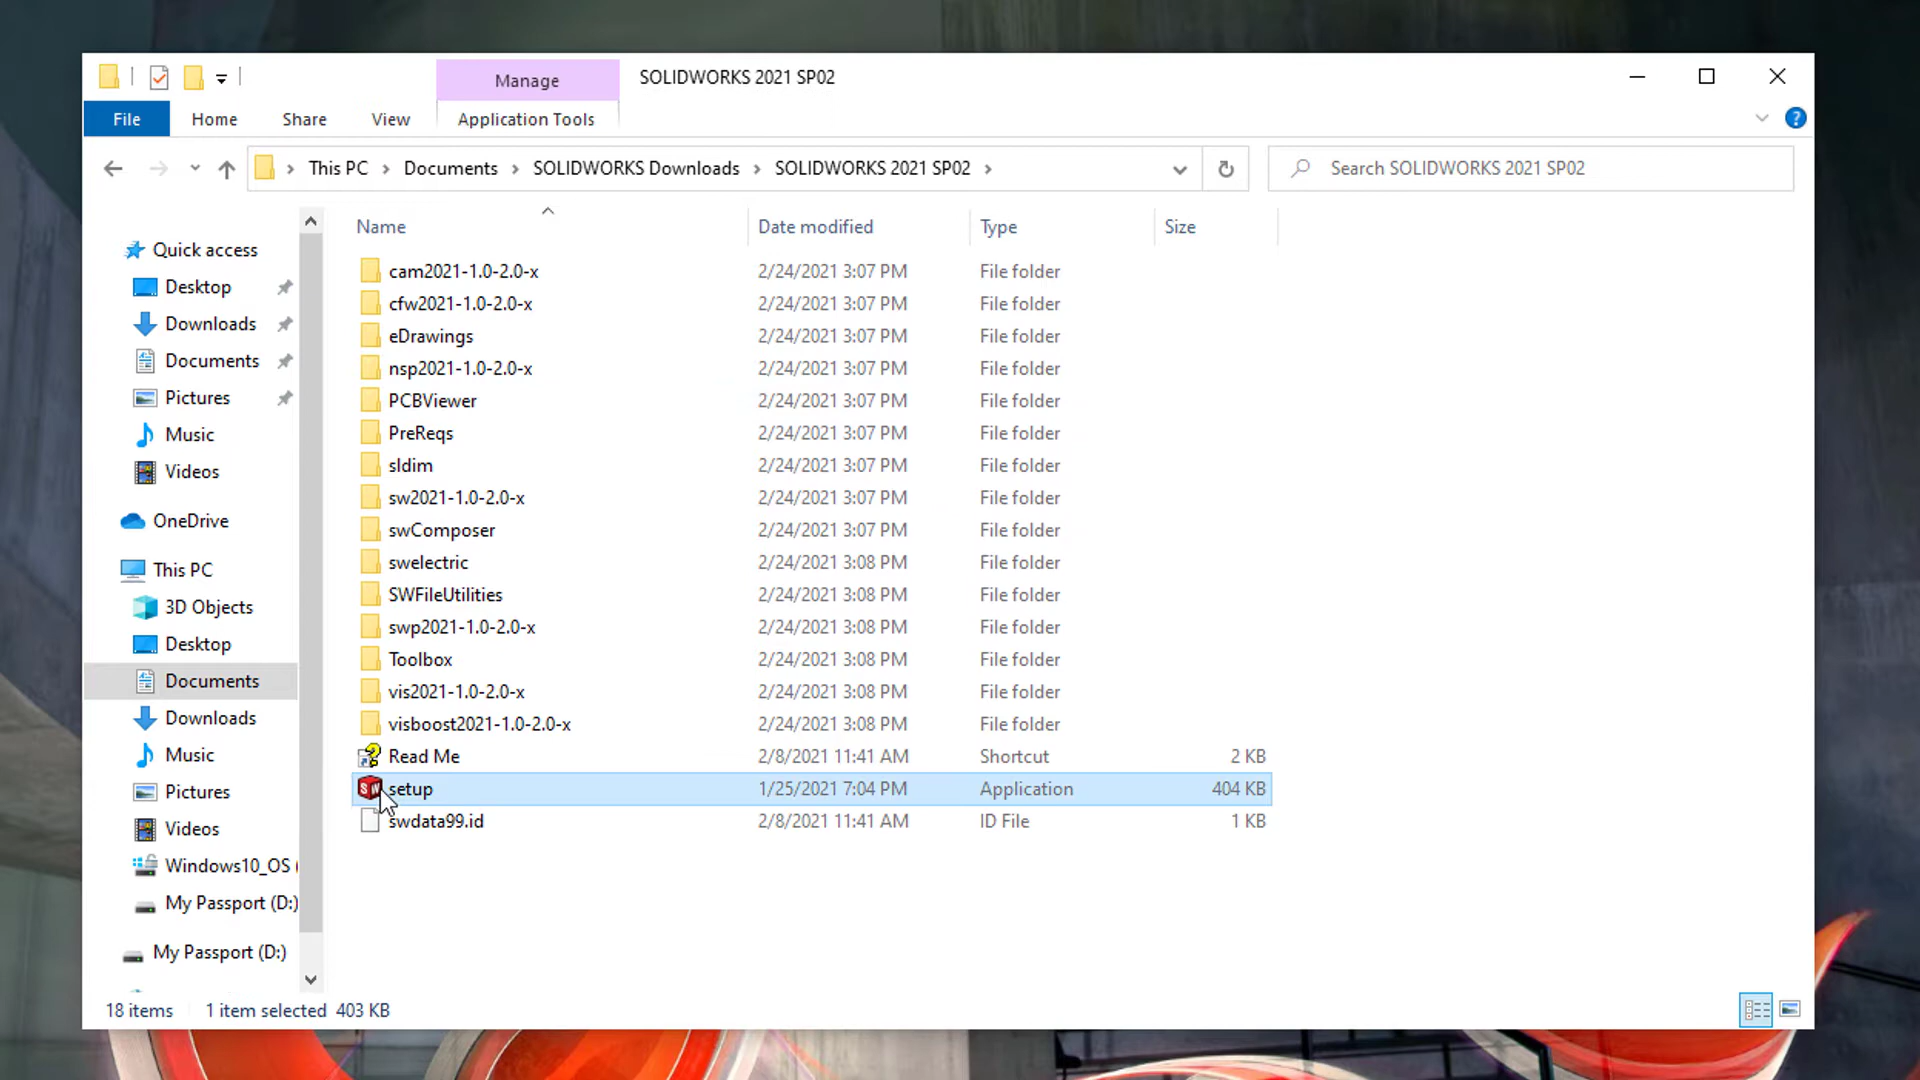 Manage
SOLIDWORKS 2021 SP02
File
Home
Share
View
Application Tools
This PC
Documents
SOLIDWORKS Downloads
SOLIDWORKS 2021 SP02
Search SOLIDWORKS 2021 SP02
Name
Date modified
Type
Size
Quick access
Desktop
Downloads
Documents
Pictures
Music
Videos
OneDrive
This PC
3D Objects
Desktop
Documents
Downloads
Music
Pictures
Videos
Windows10_OS (
My Passport (D:)
My Passport (D:)
cam2021-1.0-2.0-x 2/24/2021 3:07 PM File folder
cfw2021-1.0-2.0-x 2/24/2021 3:07 PM File folder
eDrawings 2/24/2021 3:07 PM File folder
nsp2021-1.0-2.0-x 2/24/2021 3:07 PM File folder
PCBViewer 2/24/2021 3:07 PM File folder
PreReqs 2/24/2021 3:07 PM File folder
sldim 2/24/2021 3:07 PM File folder
sw2021-1.0-2.0-x 2/24/2021 3:07 PM File folder
swComposer 2/24/2021 3:07 PM File folder
swelectric 2/24/2021 3:08 PM File folder
SWFileUtilities 2/24/2021 3:08 PM File folder
swp2021-1.0-2.0-x 2/24/2021 3:08 PM File folder
Toolbox 2/24/2021 3:08 PM File folder
vis2021-1.0-2.0-x 2/24/2021 3:08 PM File folder
visboost2021-1.0-2.0-x 2/24/2021 3:08 PM File folder
Read Me 2/8/2021 11:41 AM Shortcut 2 KB
setup 1/25/2021 7:04 PM Application 404 KB
swdata99.id 2/8/2021 11:41 AM ID File 1 KB
18 items
1 item selected 403 KB